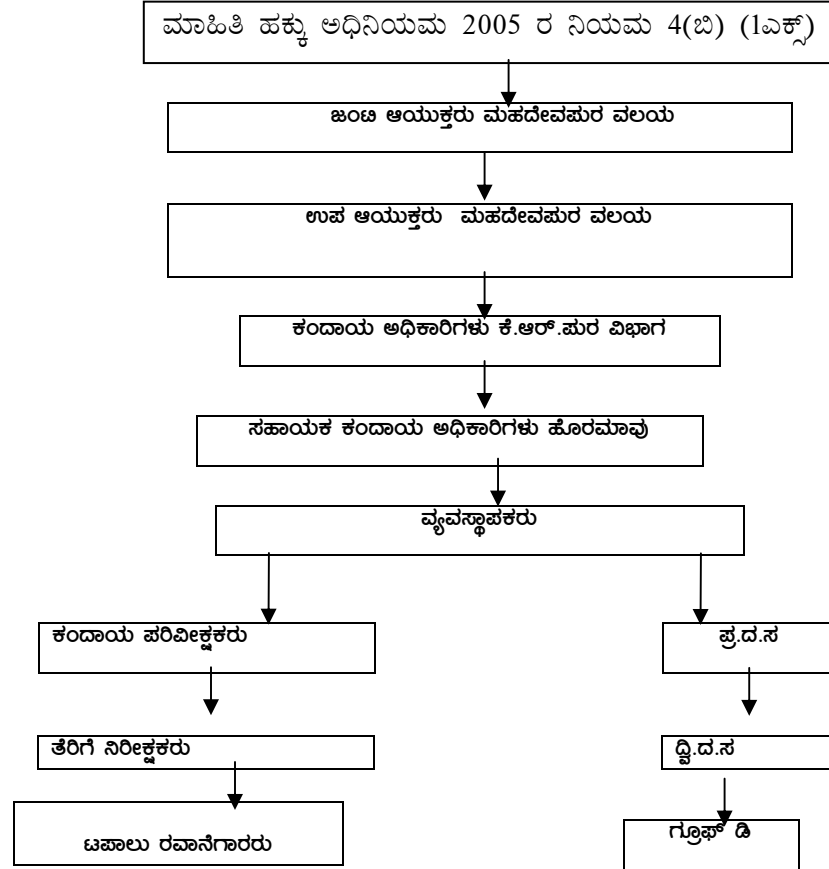 ಮಾಹಿತಿ ಹಕ್ಕು ಅಧಿನಿಯಮ 2005 ರ ನಿಯಮ 4(ಬಿ) (1ಎಕ್ಸ್)
ಜಂಟಿ ಆಯುಕ್ತರು ಮಹದೇವಪುರ ವಲಯ
ಉಪ ಆಯುಕ್ತರು ಮಹದೇವಪುರ ವಲಯ
ಕಂದಾಯ ಅಧಿಕಾರಿಗಳು ಕೆ.ಆರ್.ಪುರ ವಿಭಾಗ
ಸಹಾಯಕ ಕಂದಾಯ ಅಧಿಕಾರಿಗಳು ಹೊರಮಾವು
ವ್ಯವಸ್ಥಾಪಕರು
ಕಂದಾಯ ಪರಿವೀಕ್ಷಕರು
ಪ್ರ.ದ.ಸ
ತೆರಿಗೆ ನಿರೀಕ್ಷಕರು
ದ್ವಿ.ದ.ಸ
ಟಪಾಲು ರವಾನೆಗಾರರು
ಗ್ರೂಫ್ ಡಿ